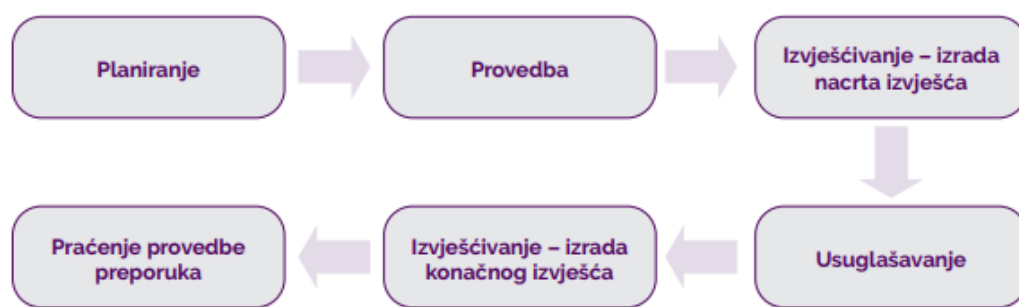 Planiranje
Provedba
Izvješćivanje – izrada
nacrta izvješća
Usuglašavanje
Izvješćivanje – izrada
konačnog izvješća
Praćenje provedbe
preporuka